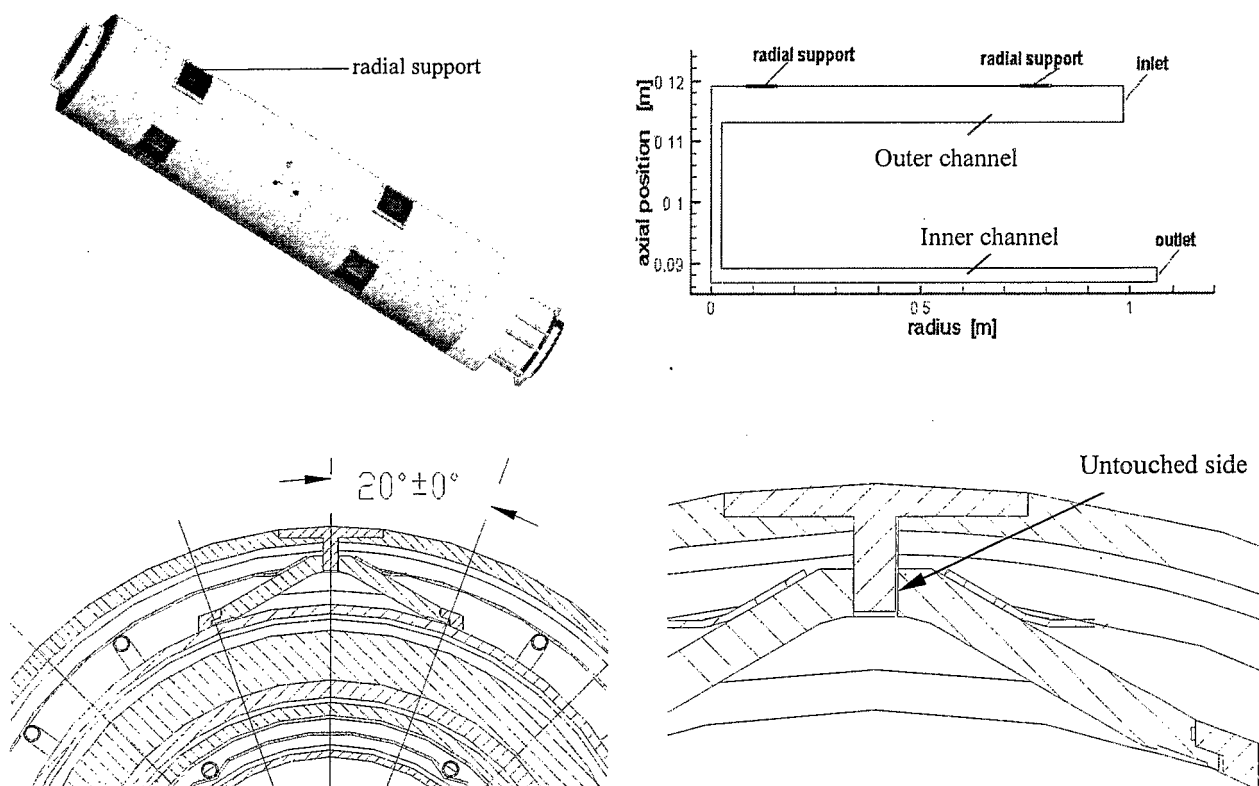 radial support
radial support
radial support
inlet
0.12
0.11
0.1
0.09
axial position [m]
Outer channel
Inner channel
outlet
0
0.5
1
radius [m]
20°±0°
Untouched side